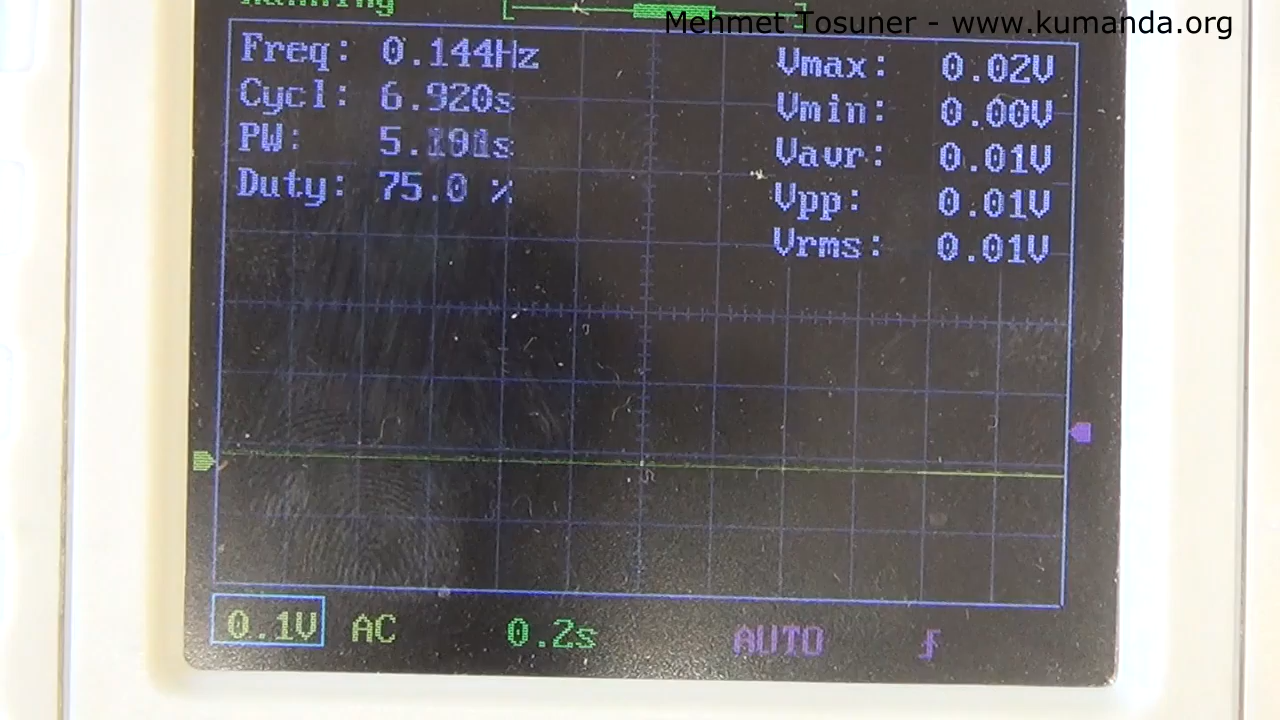 Running
Mehmet Tosuner - www.kumanda.org
Freq: 0.144Hz
Cycl: 6.920s
PW:
Duty: 75.0 %
Vmax: 0.02V
Vmin: 0.00V
Vavr: 0.01V
Vpp: 0.01V
Vrms: 0.01V
0.1V AC 0.2s AUTO